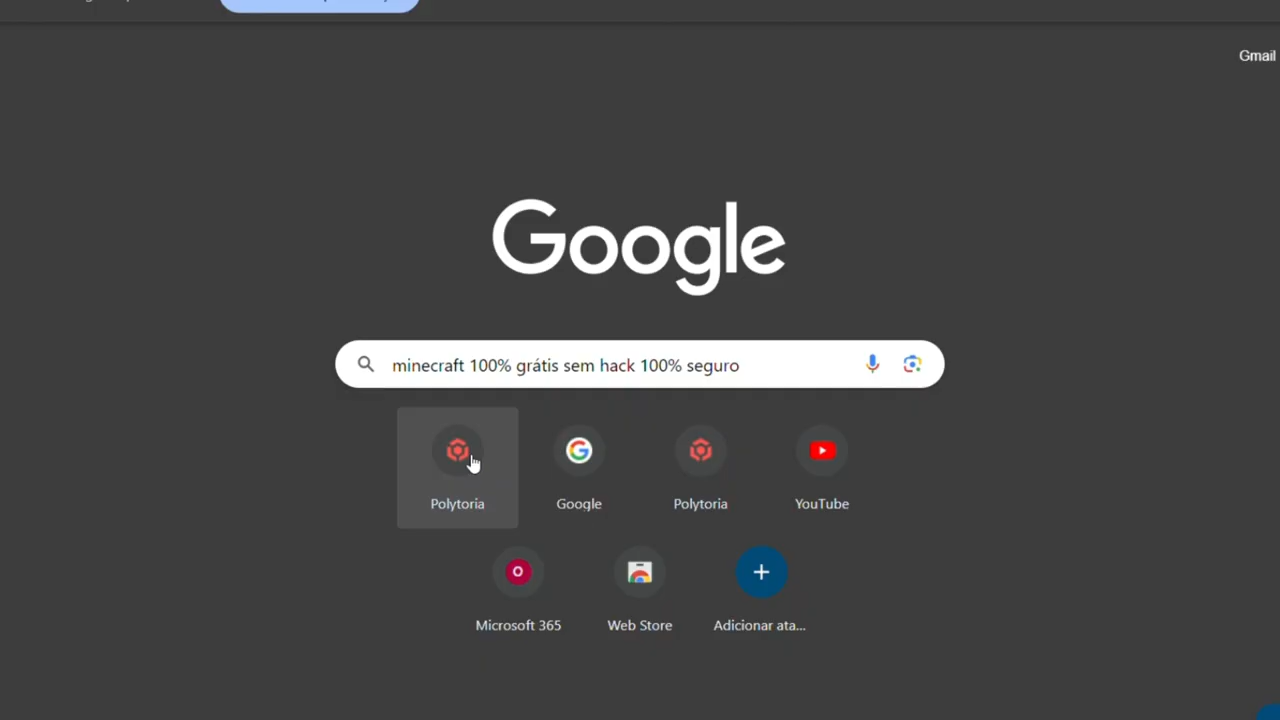 Gmail
Google
minecraft 100% grátis sem hack 100% seguro
Polytoria
Google
Polytoria
YouTube
Microsoft 365
Web Store
Adicionar ata...